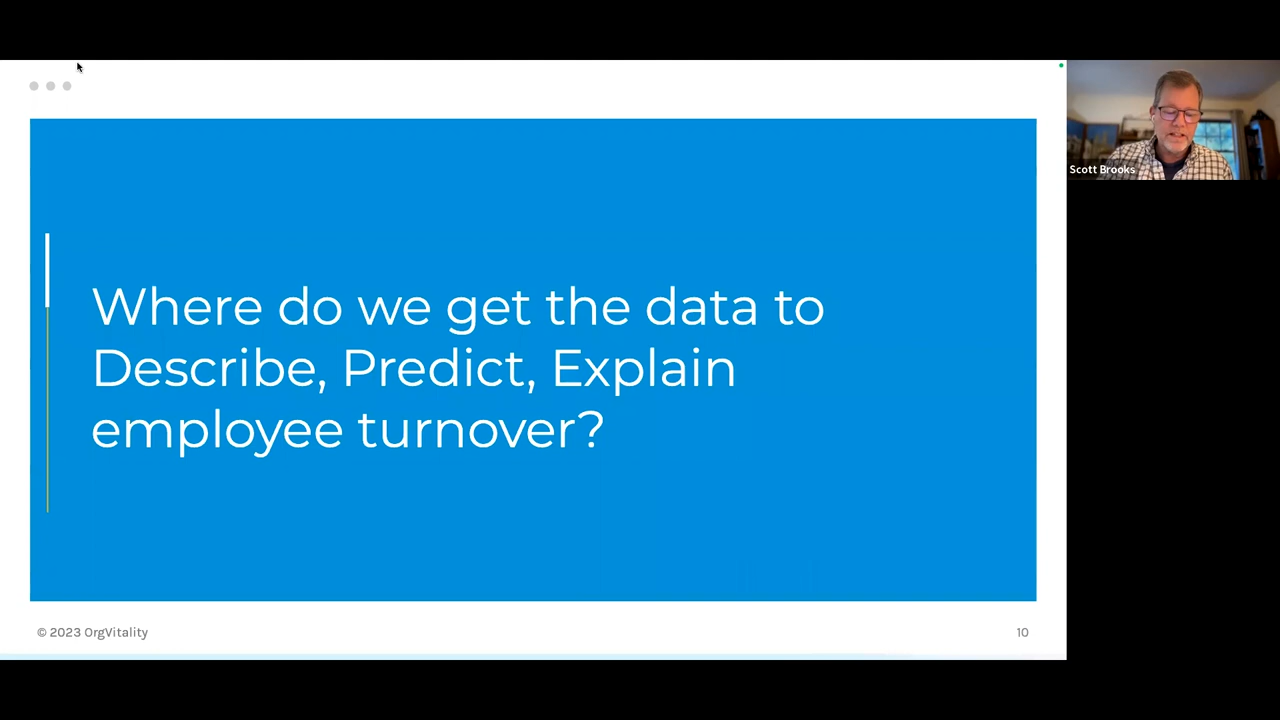 Where do we get the data to
Describe, Predict, Explain
employee turnover?
Scott Brooks
© 2023 OrgVitality
10